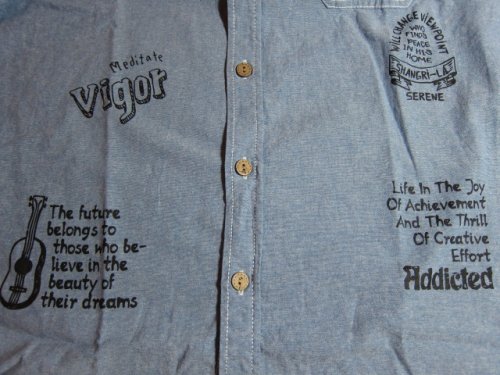 Meditate
Vigor
WILL CHANGE VIEWPOINT
WHO
FINDS
PEACE
IN HIS
HOME
SHANGRI-LA
SERENE
The future
belongs to
those who be-
lieve in the
beauty of
their dreams
Life In The Joy
Of Achievement
And The Thrill
Of Creative
Effort
Addicted